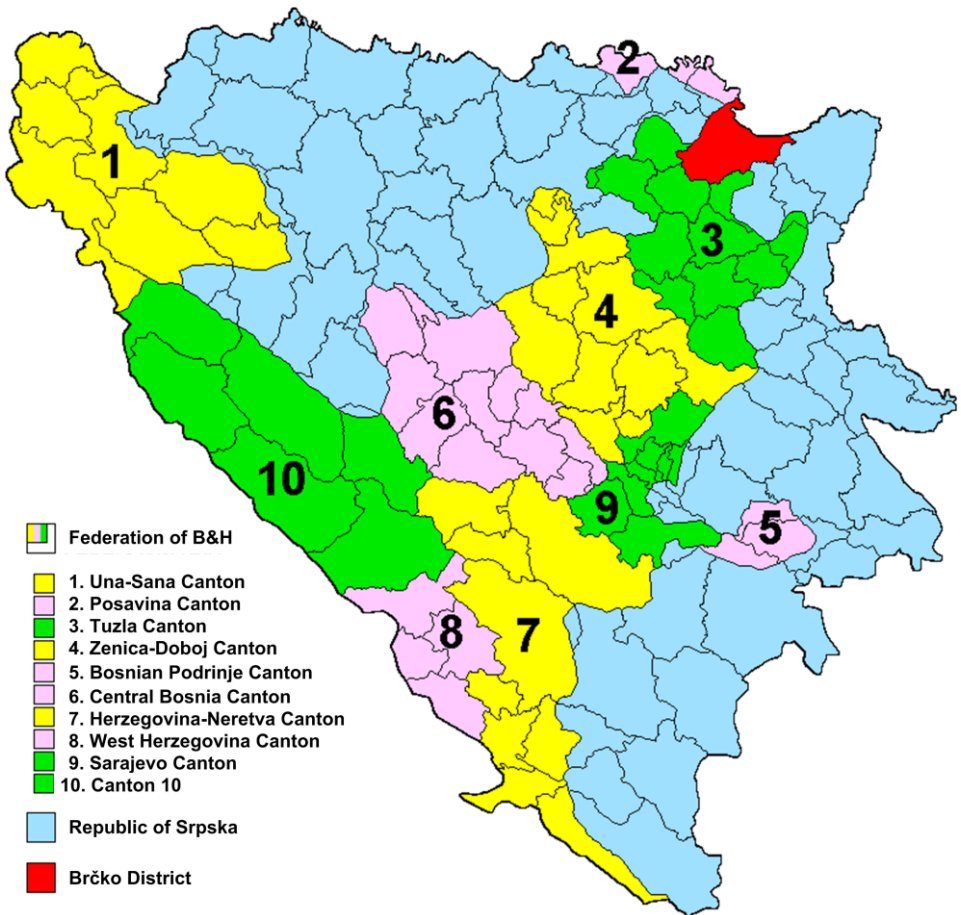 2
1
3
4
6
10
9
5
8
7
Federation of B&H
1. Una-Sana Canton
2. Posavina Canton
3. Tuzla Canton
4. Zenica-Doboj Canton
5. Bosnian Podrinje Canton
6. Central Bosnia Canton
7. Herzegovina-Neretva Canton
8. West Herzegovina Canton
9. Sarajevo Canton
10. Canton 10
Republic of Srpska
Brčko District